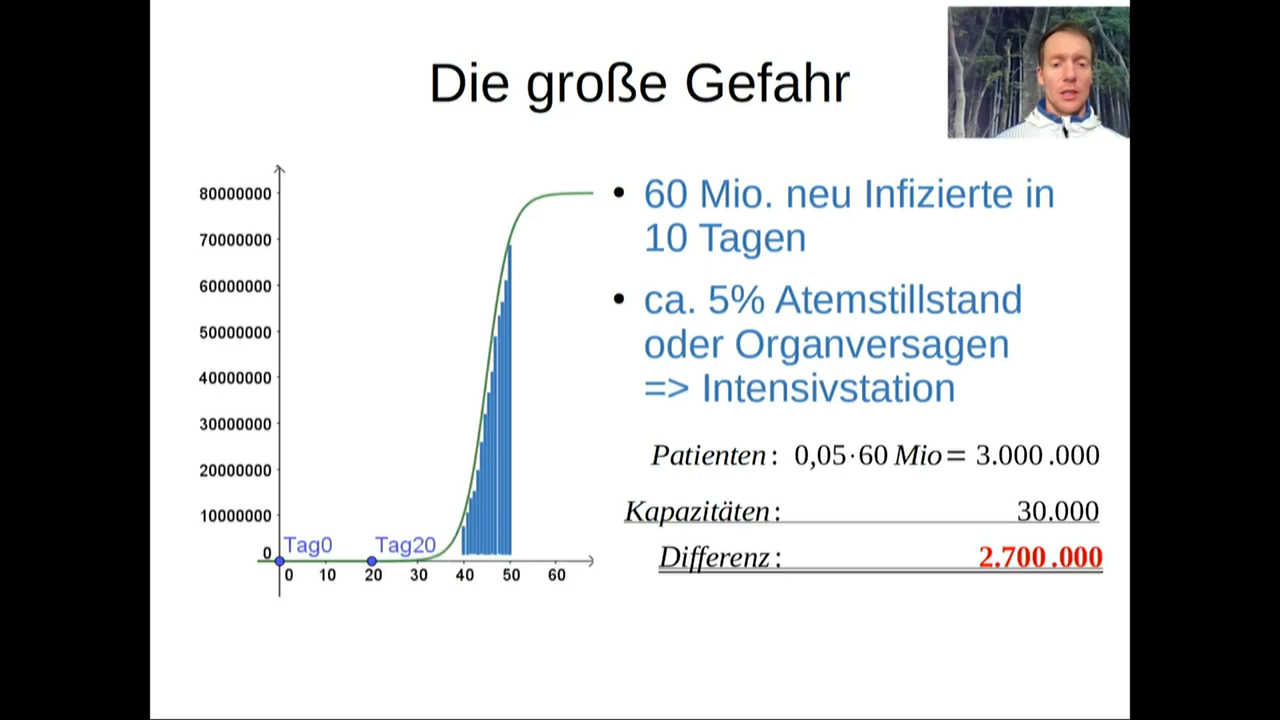 Die große Gefahr
80000000
70000000
60000000
50000000
40000000
30000000
20000000
10000000
0
Tag0
Tag20
0
10
20
30
40
50
60
• 60 Mio. neu Infizierte in
10 Tagen
• ca. 5% Atemstillstand
oder Organversagen
=> Intensivstation
Patienten: 0,05·60 Mio= 3.000.000
Kapazitäten: 30.000
Differenz: 2.700.000